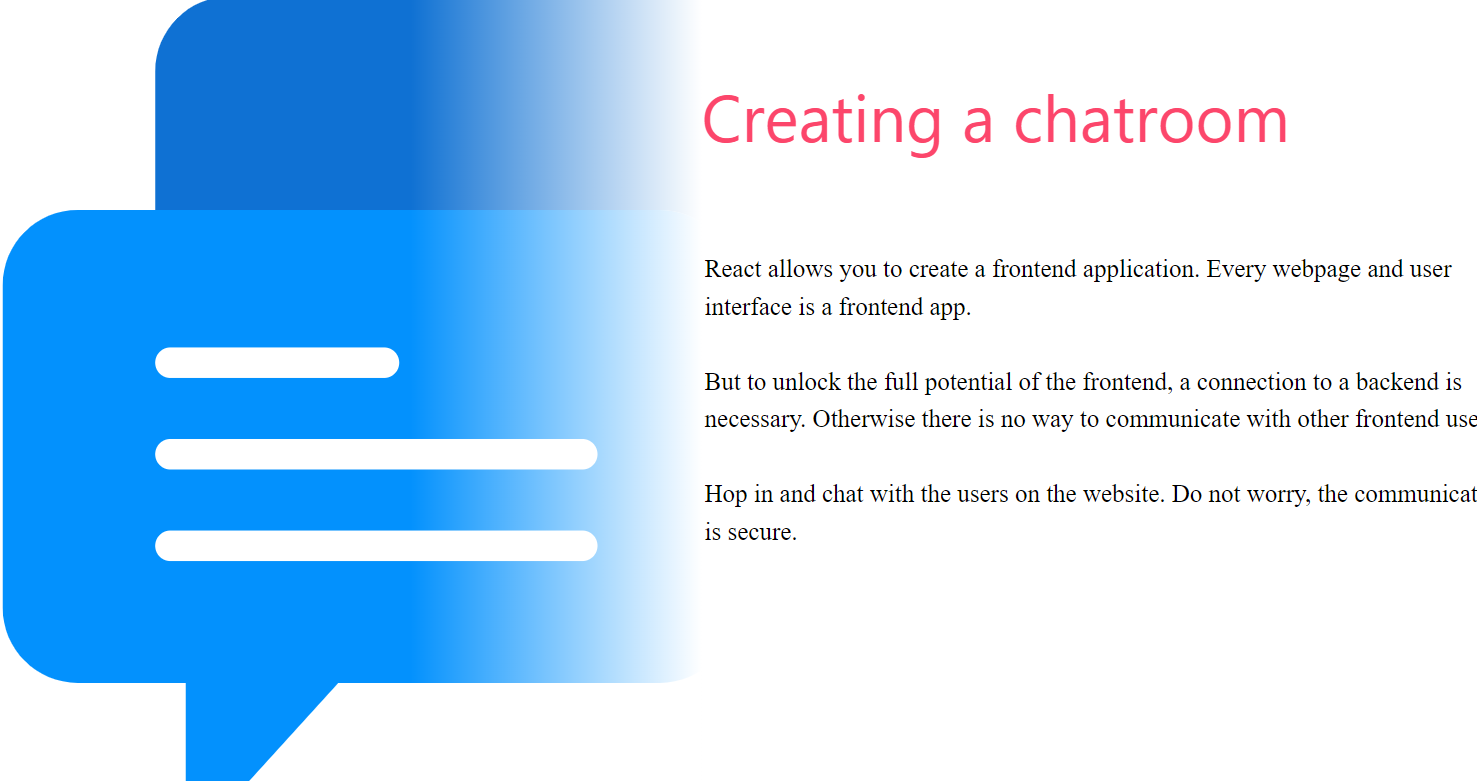 Creating a chatroom
React allows you to create a frontend application. Every webpage and user
interface is a frontend app.
But to unlock the full potential of the frontend, a connection to a backend is
necessary. Otherwise there is no way to communicate with other frontend use
Hop in and chat with the users on the website. Do not worry, the communicat
is secure.